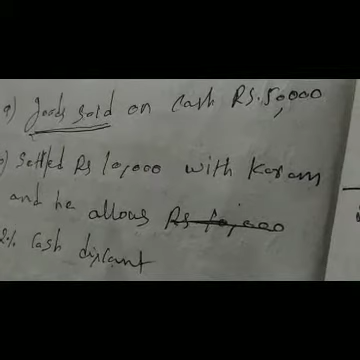 a) goods sold on cash Rs. 50,000
b) settled Rs 10,000 with Karam
and he allows Rs 10,000
2% cash discant